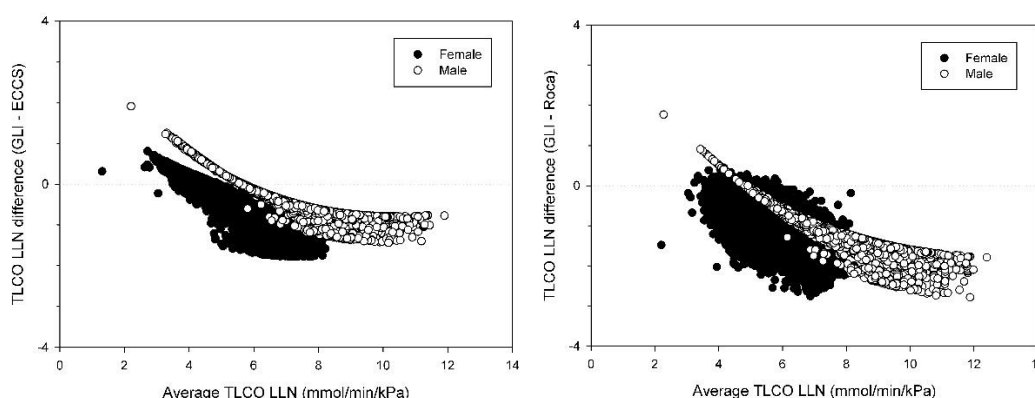 4
0
-4
TLCO LLN difference (GLI - ECCS)
Female
Male
0 2 4 6 8 10 12 14
Average TLCO LLN (mmol/min/kPa)
4
0
-4
TLCO LLN difference (GLI - Roca)
Female
Male
0 2 4 6 8 10 12 14
Average TLCO LLN (mmol/min/kPa)